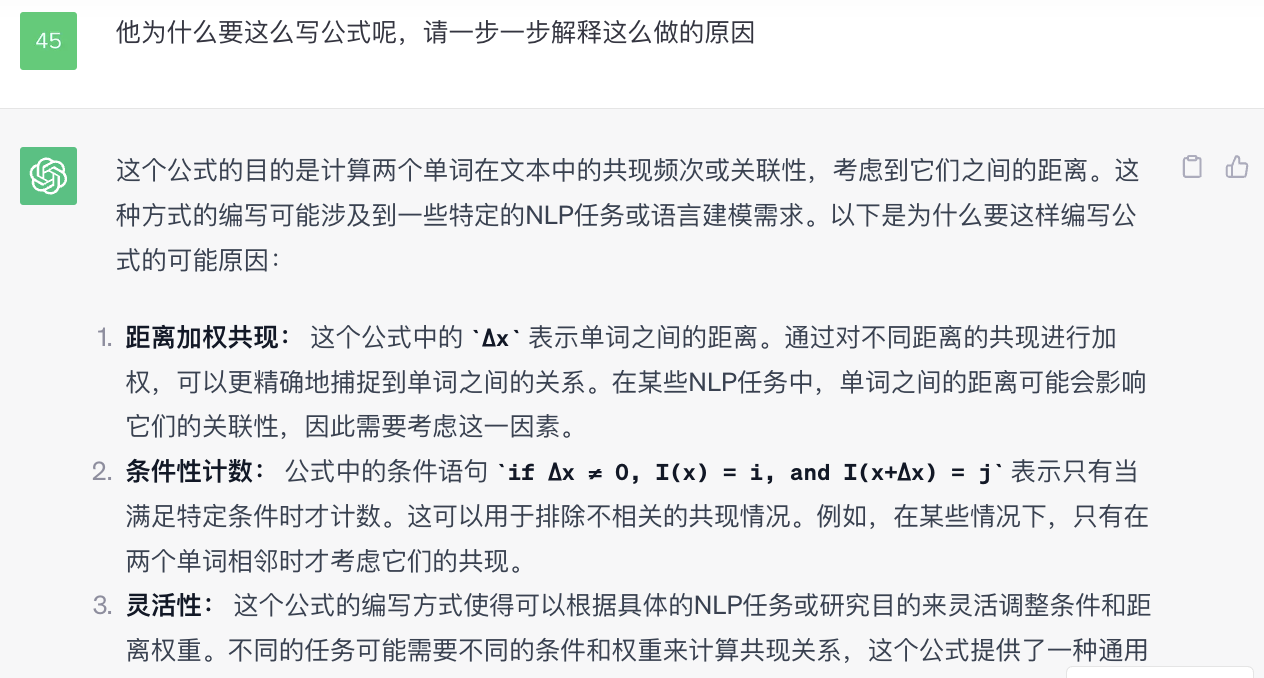 45
他为什么要这么写公式呢，请一步一步解释这么做的原因
这个公式的目的是计算两个单词在文本中的共现频次或关联性，考虑到它们之间的距离。这
种方式的编写可能涉及到一些特定的NLP任务或语言建模需求。以下是为什么要这样编写公
式的可能原因：
1. 距离加权共现： 这个公式中的 `Δx` 表示单词之间的距离。通过对不同距离的共现进行加
权，可以更精确地捕捉到单词之间的关系。在某些NLP任务中，单词之间的距离可能会影响
它们的关联性，因此需要考虑这一因素。
2. 条件性计数： 公式中的条件语句 `if Δx ≠ 0, I(x) = i, and I(x+Δx) = j` 表示只有当
满足特定条件时才计数。这可以用于排除不相关的共现情况。例如，在某些情况下，只有在
两个单词相邻时才考虑它们的共现。
3. 灵活性： 这个公式的编写方式使得可以根据具体的NLP任务或研究目的来灵活调整条件和距
离权重。不同的任务可能需要不同的条件和权重来计算共现关系，这个公式提供了一种通用